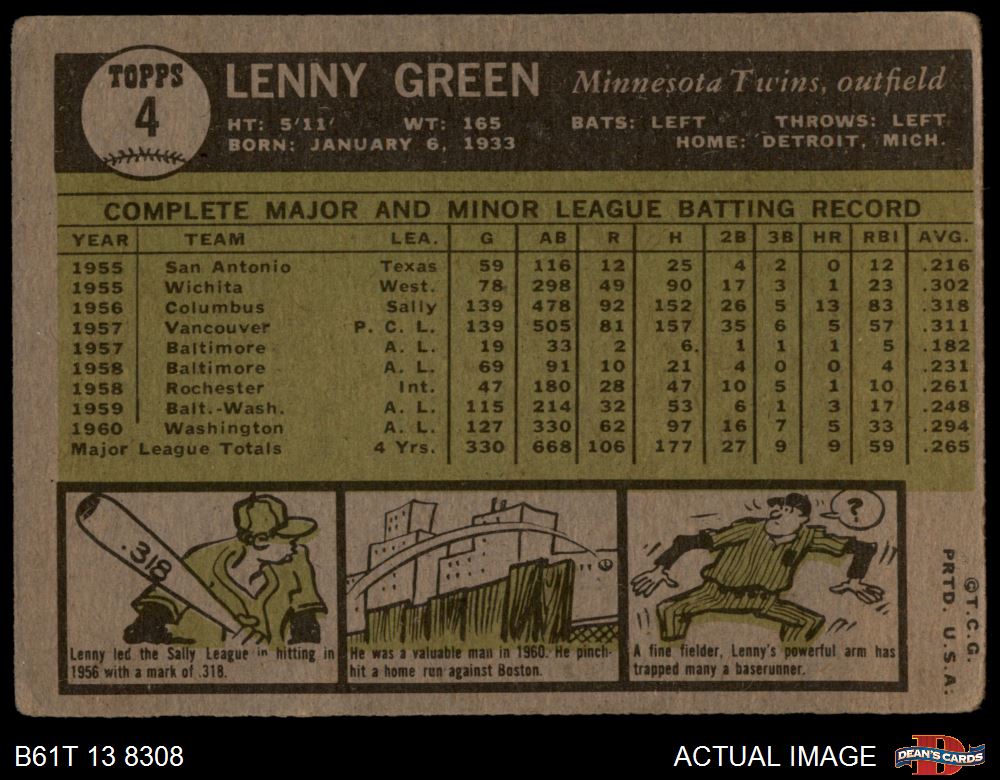 TOPPS
4
LENNY GREEN Minnesota Twins, outfield
HT: 5'11' WT: 165 BATS: LEFT THROWS: LEFT
BORN: JANUARY 6, 1933 HOME: DETROIT, MICH.
COMPLETE MAJOR AND MINOR LEAGUE BATTING RECORD
YEAR TEAM LEA. G AB R H 2B 3B HR RBI AVG.
1955 San Antonio Texas 59 116 12 25 4 2 0 12 .216
1955 Wichita West. 78 298 49 90 17 3 1 23 .302
1956 Columbus Sally 139 478 92 152 26 5 13 83 .318
1957 Vancouver P. C. L. 139 505 81 157 35 6 5 57 .311
1957 Baltimore A. L. 19 33 2 6 1 1 1 5 .182
1958 Baltimore A. L. 69 91 10 21 4 0 0 4 .231
1958 Rochester Int. 47 180 28 47 10 5 1 10 .261
1959 Balt.-Wash. A. L. 115 214 32 53 6 1 3 17 .248
1960 Washington A. L. 127 330 62 97 16 7 5 33 .294
Major League Totals 4 Yrs. 330 668 106 177 27 9 9 59 .265
.318
Lenny led the Sally League in hitting in
1956 with a mark of .318.
He was a valuable man in 1960. He pinch-
hit a home run against Boston.
?
A fine fielder, Lenny's powerful arm has
trapped many a baserunner.
©T.C.G.
PRTD. U.S.A.
B61T 13 8308
ACTUAL IMAGE
D
DEAN'S CARDS